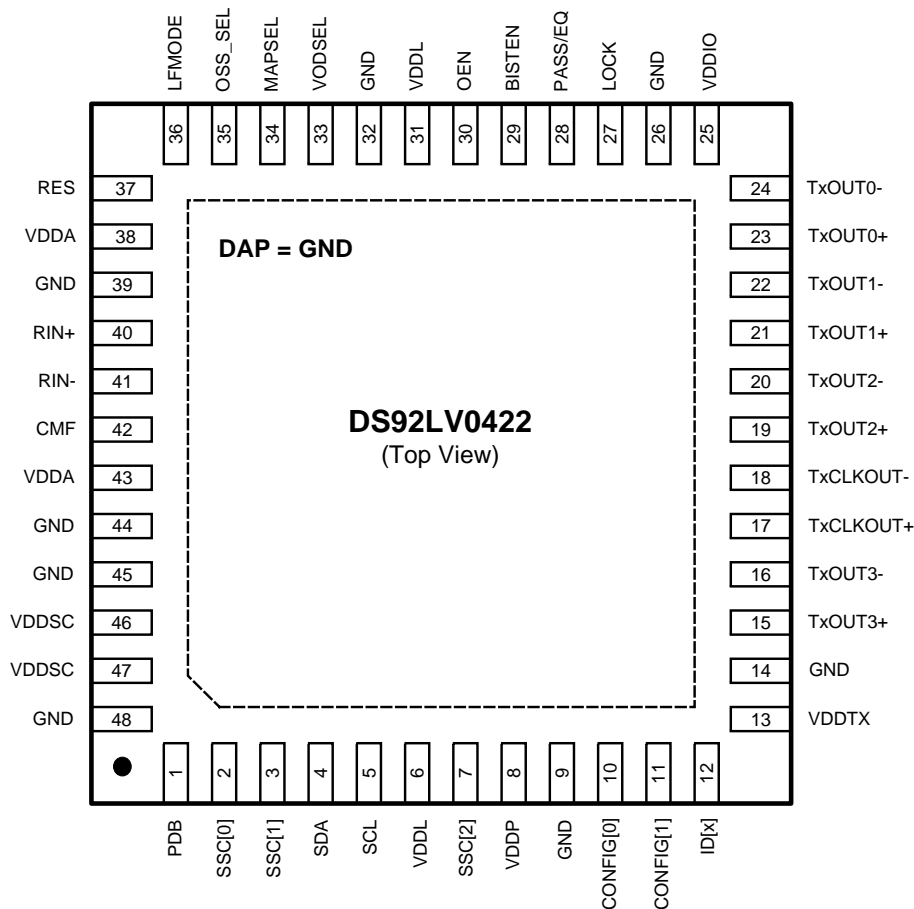 LFMODE
OSS_SEL
MAPSEL
VODSEL
GND
VDDL
OEN
BISTEN
PASS/EQ
LOCK
GND
VDDIO
36
35
34
33
32
31
30
29
28
27
26
25
RES 37
VDDA 38
GND 39
RIN+ 40
RIN- 41
CMF 42
VDDA 43
GND 44
GND 45
VDDSC 46
VDDSC 47
GND 48
DAP = GND
DS92LV0422
(Top View)
24 TxOUT0-
23 TxOUT0+
22 TxOUT1-
21 TxOUT1+
20 TxOUT2-
19 TxOUT2+
18 TxCLKOUT-
17 TxCLKOUT+
16 TxOUT3-
15 TxOUT3+
14 GND
13 VDDTX
1
2
3
4
5
6
7
8
9
10
11
12
PDB
SSC[0]
SSC[1]
SDA
SCL
VDDL
SSC[2]
VDDP
GND
CONFIG[0]
CONFIG[1]
ID[x]